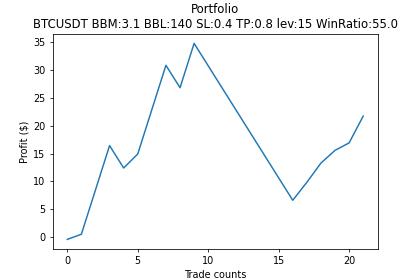 Portfolio
BTCUSDT BBM:3.1 BBL:140 SL:0.4 TP:0.8 lev:15 WinRatio:55.0
35
30
25
20
15
10
5
0
Profit ($)
0 5 10 15 20
Trade counts